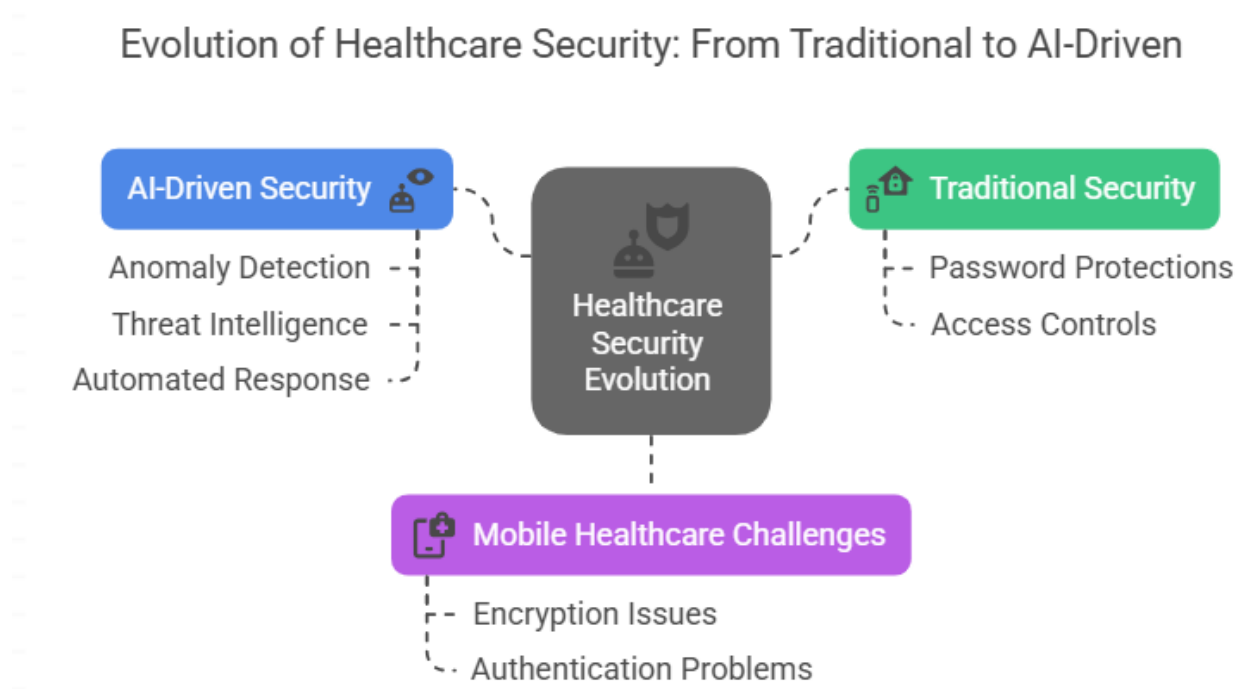 Evolution of Healthcare Security: From Traditional to AI-Driven
AI-Driven Security
Anomaly Detection
Threat Intelligence
Automated Response
Healthcare
Security
Evolution
Traditional Security
Password Protections
Access Controls
Mobile Healthcare Challenges
Encryption Issues
Authentication Problems